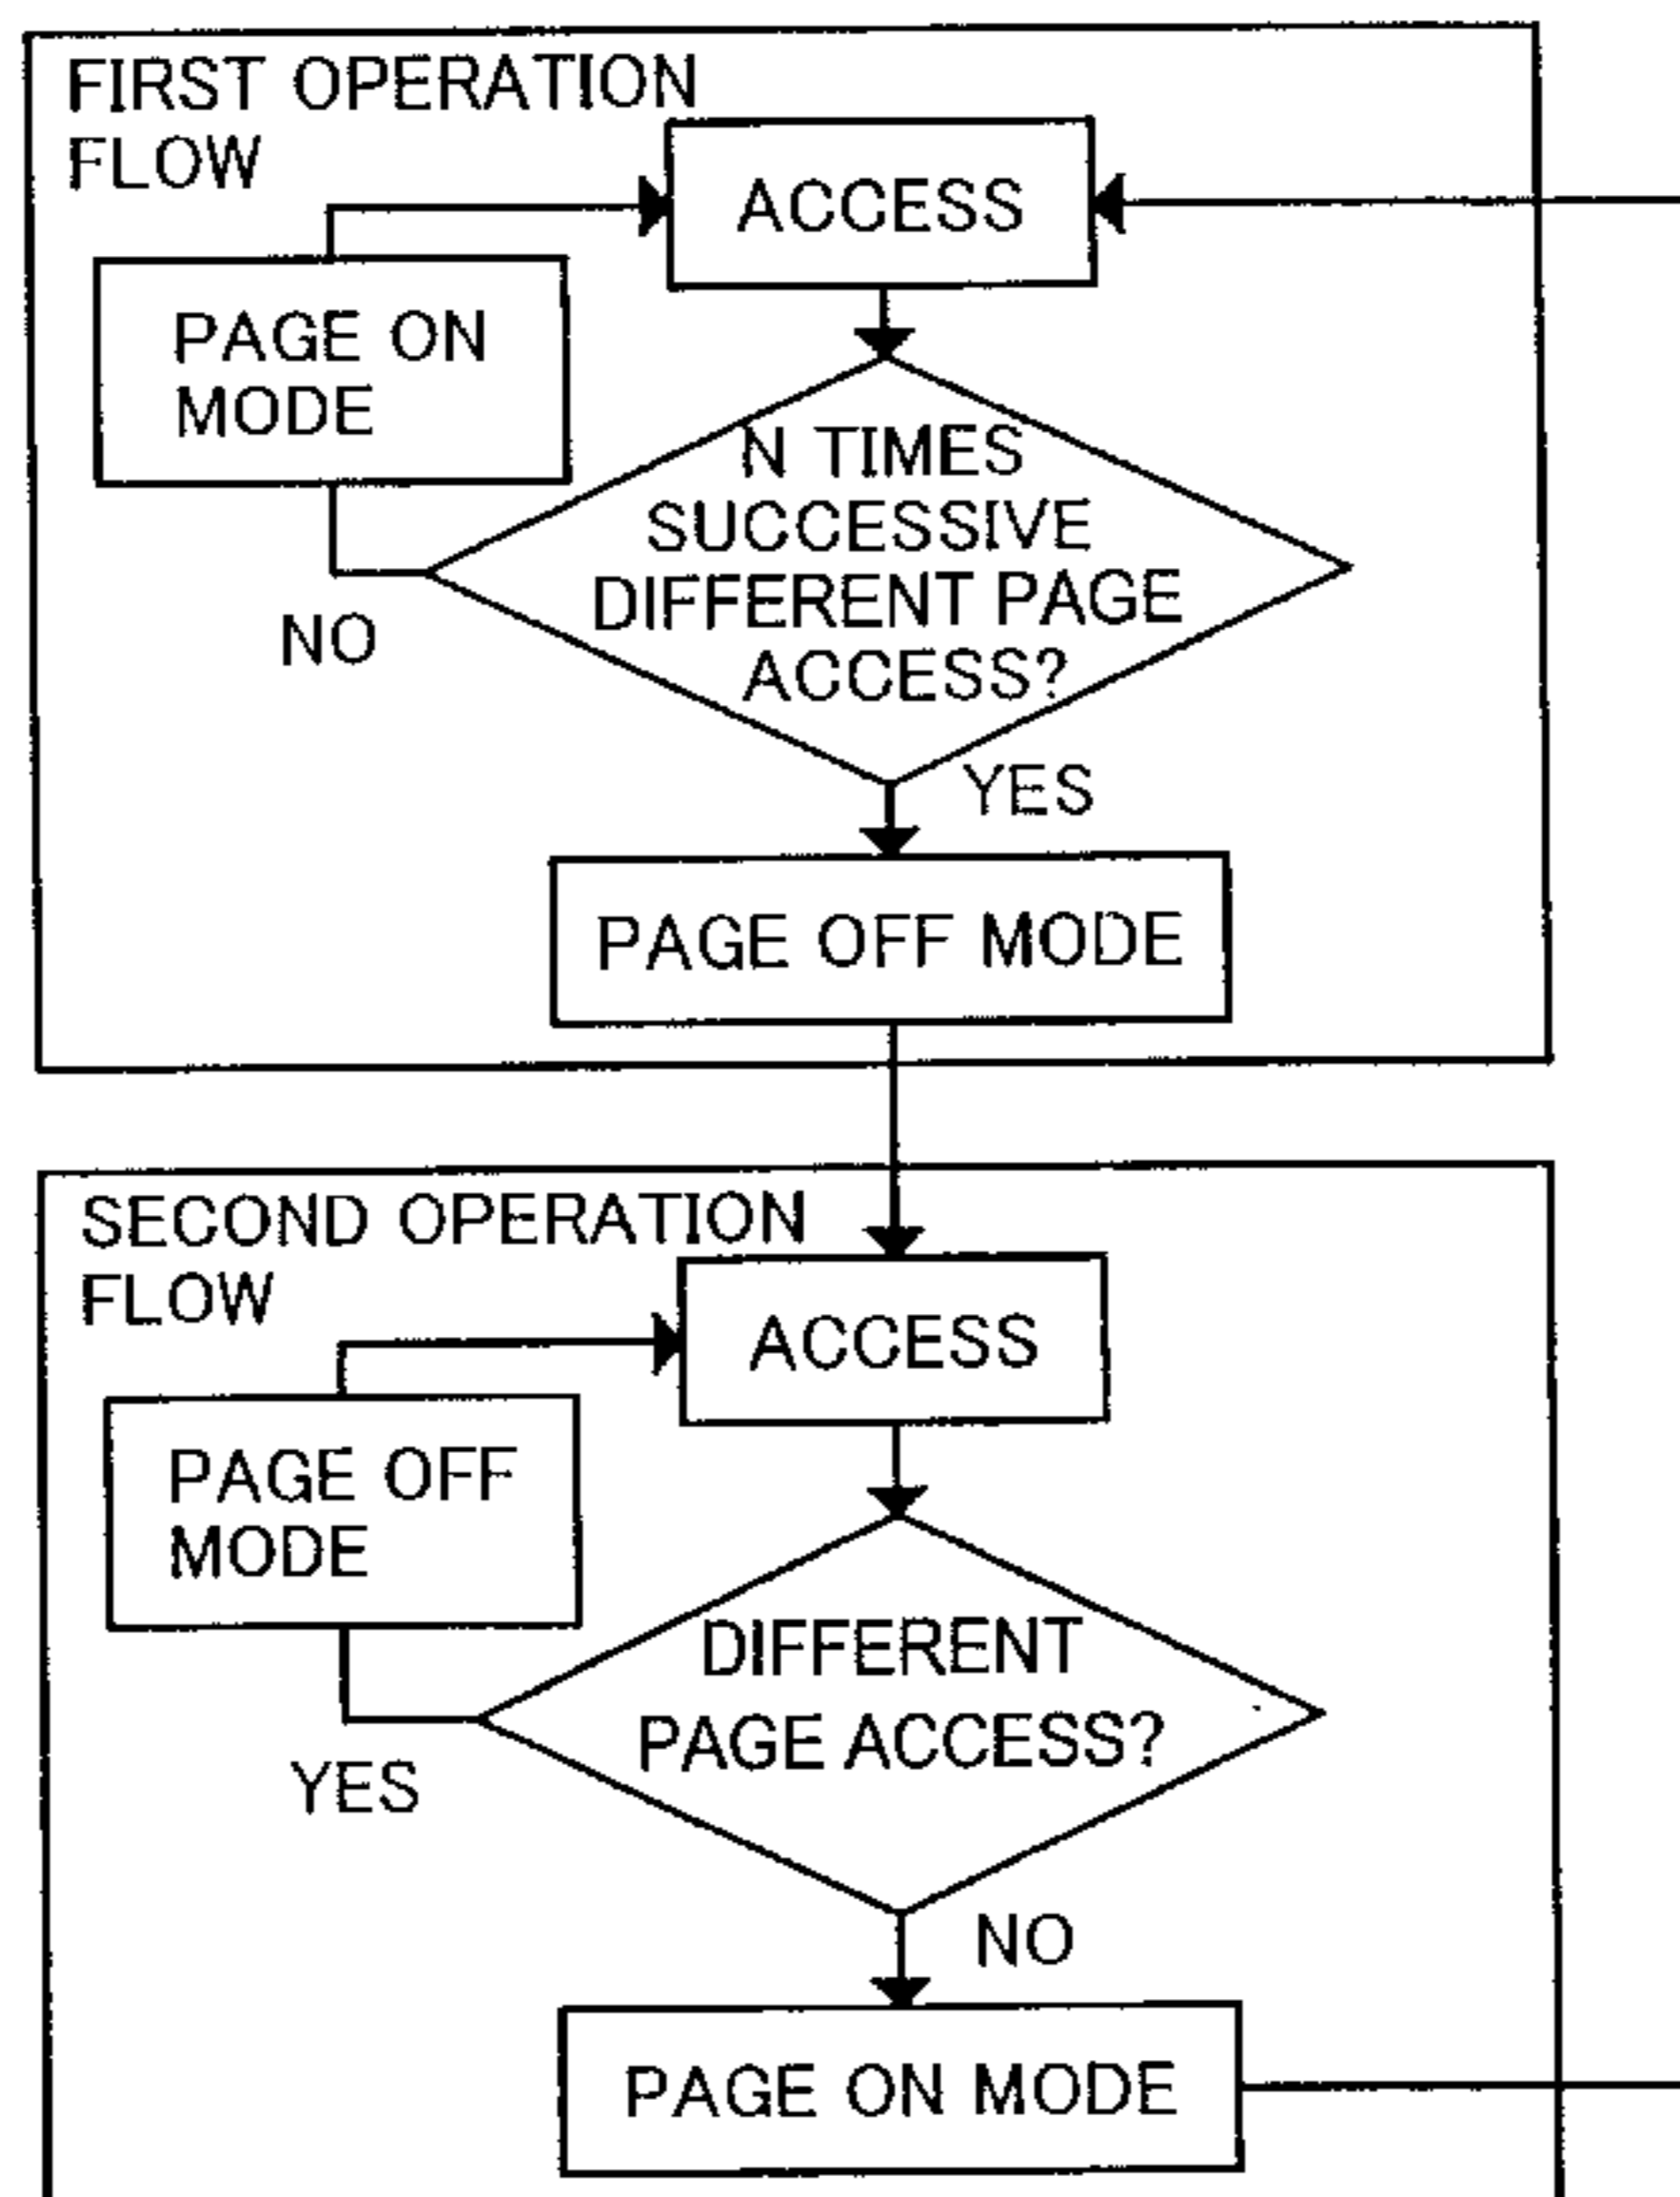 FIRST OPERATION
FLOW
ACCESS
PAGE ON
MODE
N TIMES
SUCCESSIVE
DIFFERENT PAGE
ACCESS?
NO
YES
PAGE OFF MODE
SECOND OPERATION
FLOW
ACCESS
PAGE OFF
MODE
DIFFERENT
PAGE ACCESS?
YES
NO
PAGE ON MODE